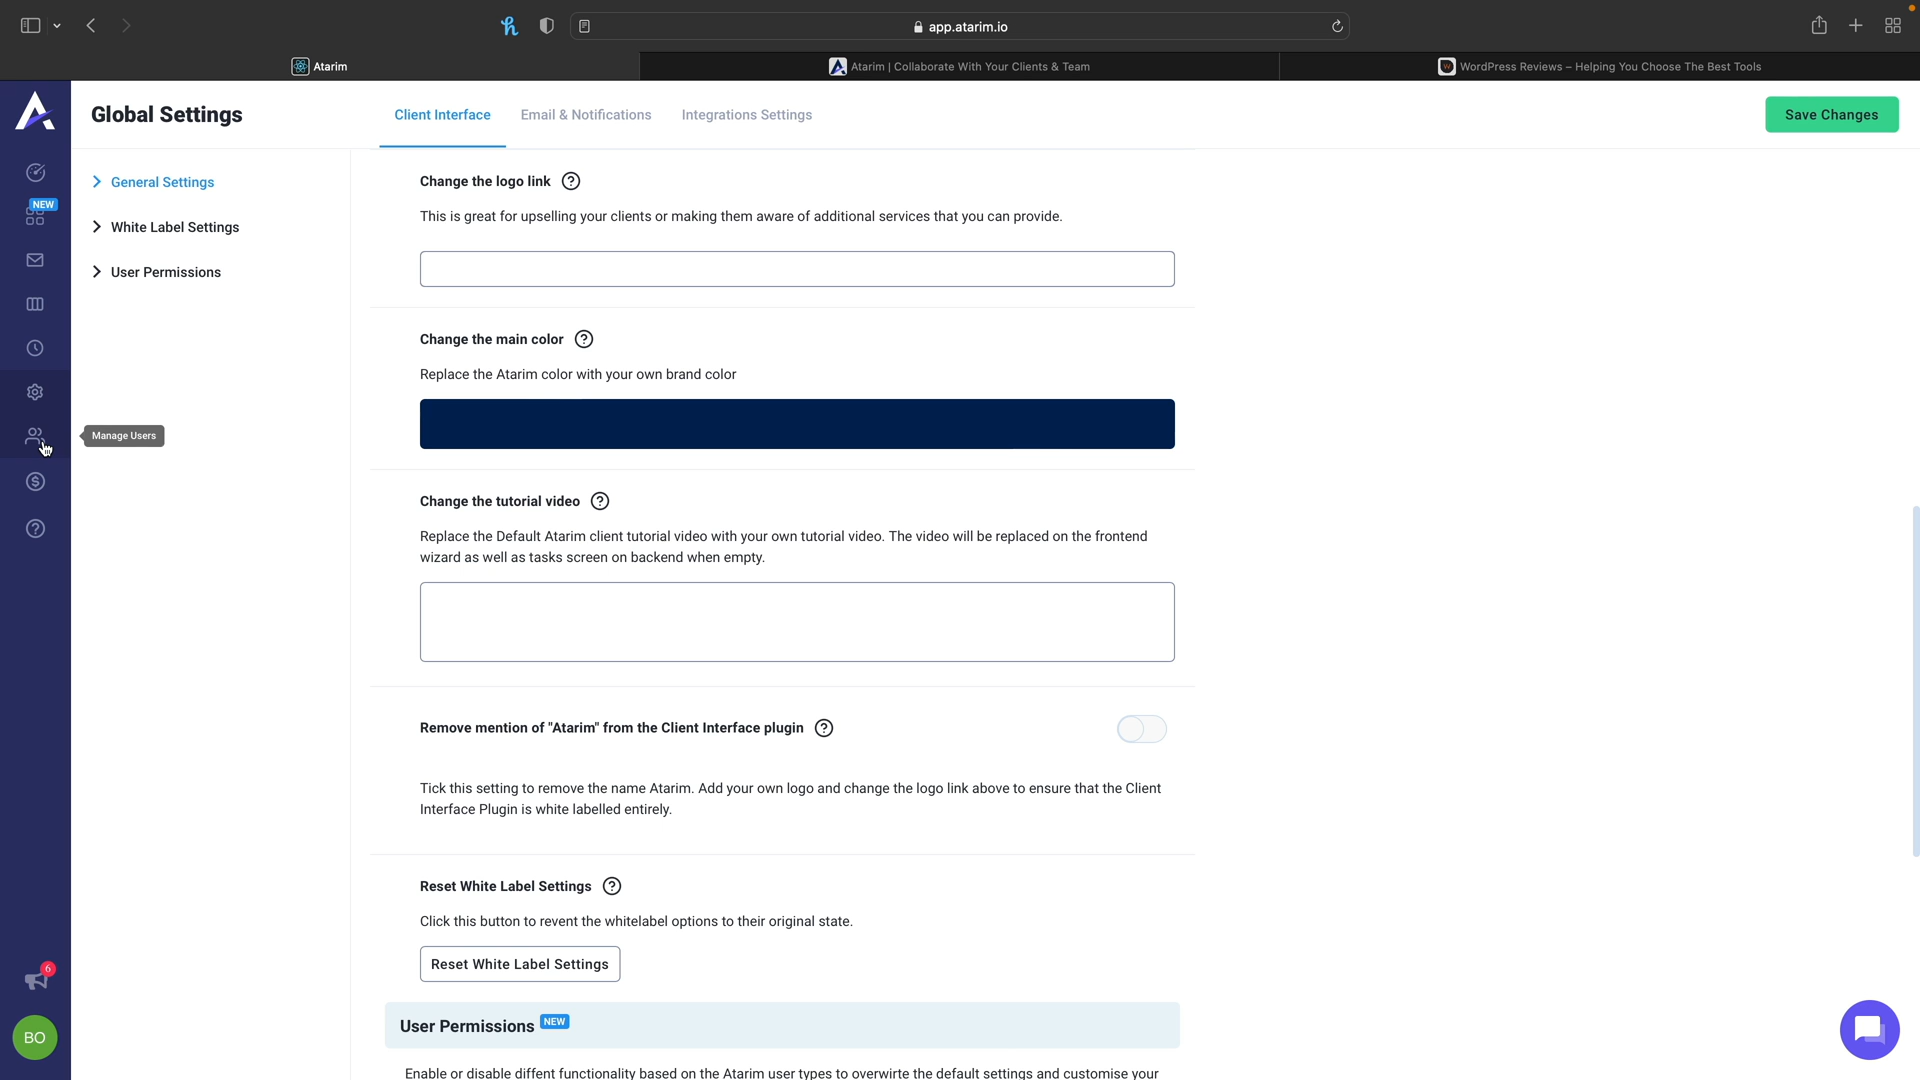 app.atarim.io
Atarim
Atarim | Collaborate With Your Clients & Team
WordPress Reviews – Helping You Choose The Best Tools
Global Settings
Client Interface
Email & Notifications
Integrations Settings
Save Changes
General Settings
White Label Settings
User Permissions
NEW
Manage Users
6
BO
Change the logo link
This is great for upselling your clients or making them aware of additional services that you can provide.
Change the main color
Replace the Atarim color with your own brand color
Change the tutorial video
Replace the Default Atarim client tutorial video with your own tutorial video. The video will be replaced on the frontend
wizard as well as tasks screen on backend when empty.
Remove mention of "Atarim" from the Client Interface plugin
Tick this setting to remove the name Atarim. Add your own logo and change the logo link above to ensure that the Client
Interface Plugin is white labelled entirely.
Reset White Label Settings
Click this button to revent the whitelabel options to their original state.
Reset White Label Settings
User Permissions NEW
Enable or disable diffent functionality based on the Atarim user types to overwirte the default settings and customise your